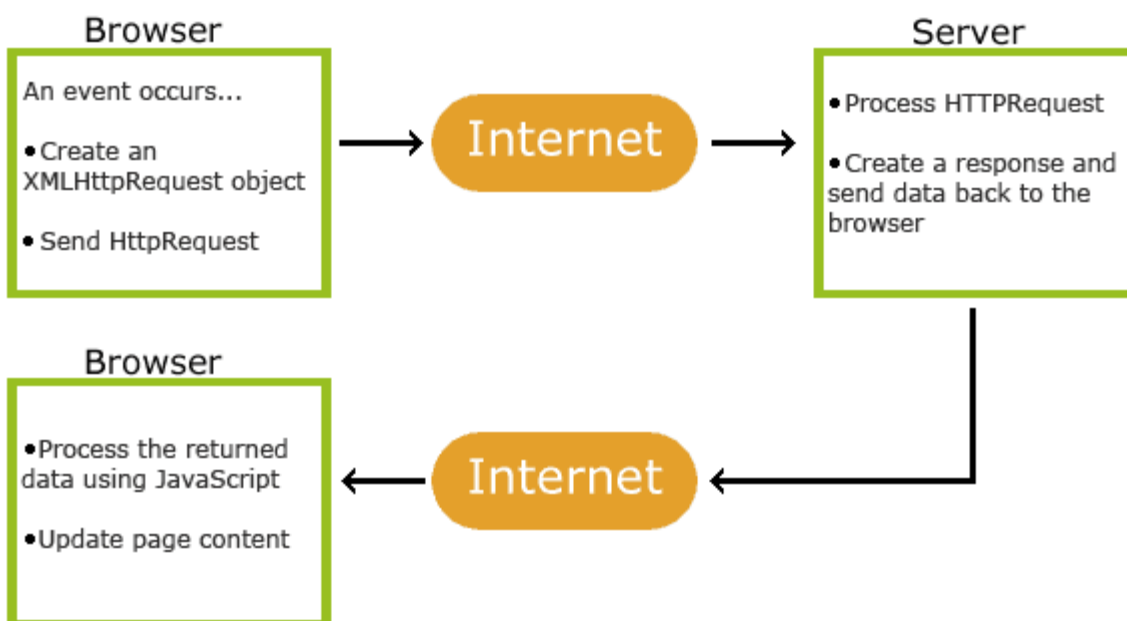 Browser
An event occurs...
•Create an
XMLHttpRequest object
• Send HttpRequest
Internet
Server
•Process HTTPRequest
•Create a response and
send data back to the
browser
Browser
•Process the returned
data using JavaScript
•Update page content
Internet